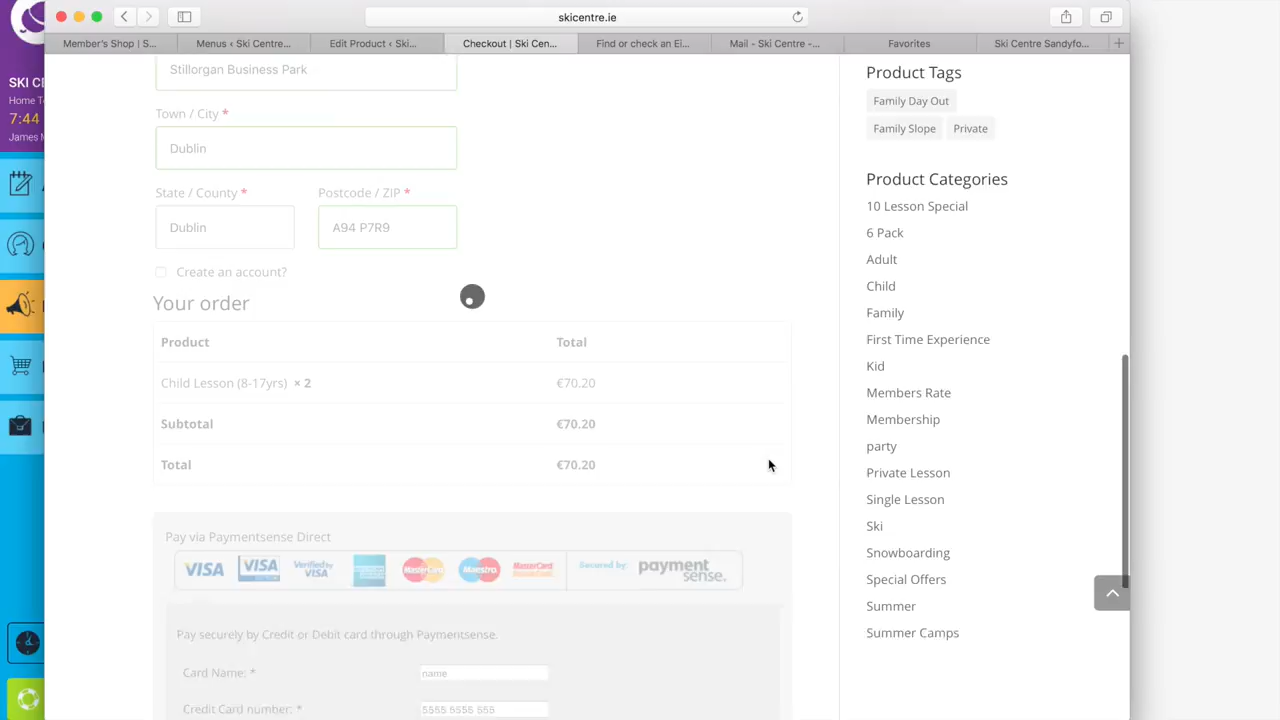 skicentre.ie
Member's Shop | S...
Menus ‹ Ski Centre...
Edit Product ‹ Ski...
Checkout | Ski Cen...
Find or check an Ei...
Mail - Ski Centre -...
Favorites
Ski Centre Sandyfo...
SKI CE
Home Te
7:44
James M
Stillorgan Business Park
Town / City *
Dublin
State / County *
Postcode / ZIP *
Dublin
A94 P7R9
Create an account?
Your order
Product
Total
Child Lesson (8-17yrs) × 2
€70.20
Subtotal
€70.20
Total
€70.20
Pay via Paymentsense Direct
VISA
VISA
Verified by VISA
MasterCard
Maestro
MasterCard
Secured by:
payment sense.
Pay securely by Credit or Debit card through Paymentsense.
Card Name: *
name
Credit Card number: *
5555 5555 555
Product Tags
Family Day Out
Family Slope
Private
Product Categories
10 Lesson Special
6 Pack
Adult
Child
Family
First Time Experience
Kid
Members Rate
Membership
party
Private Lesson
Single Lesson
Ski
Snowboarding
Special Offers
Summer
Summer Camps